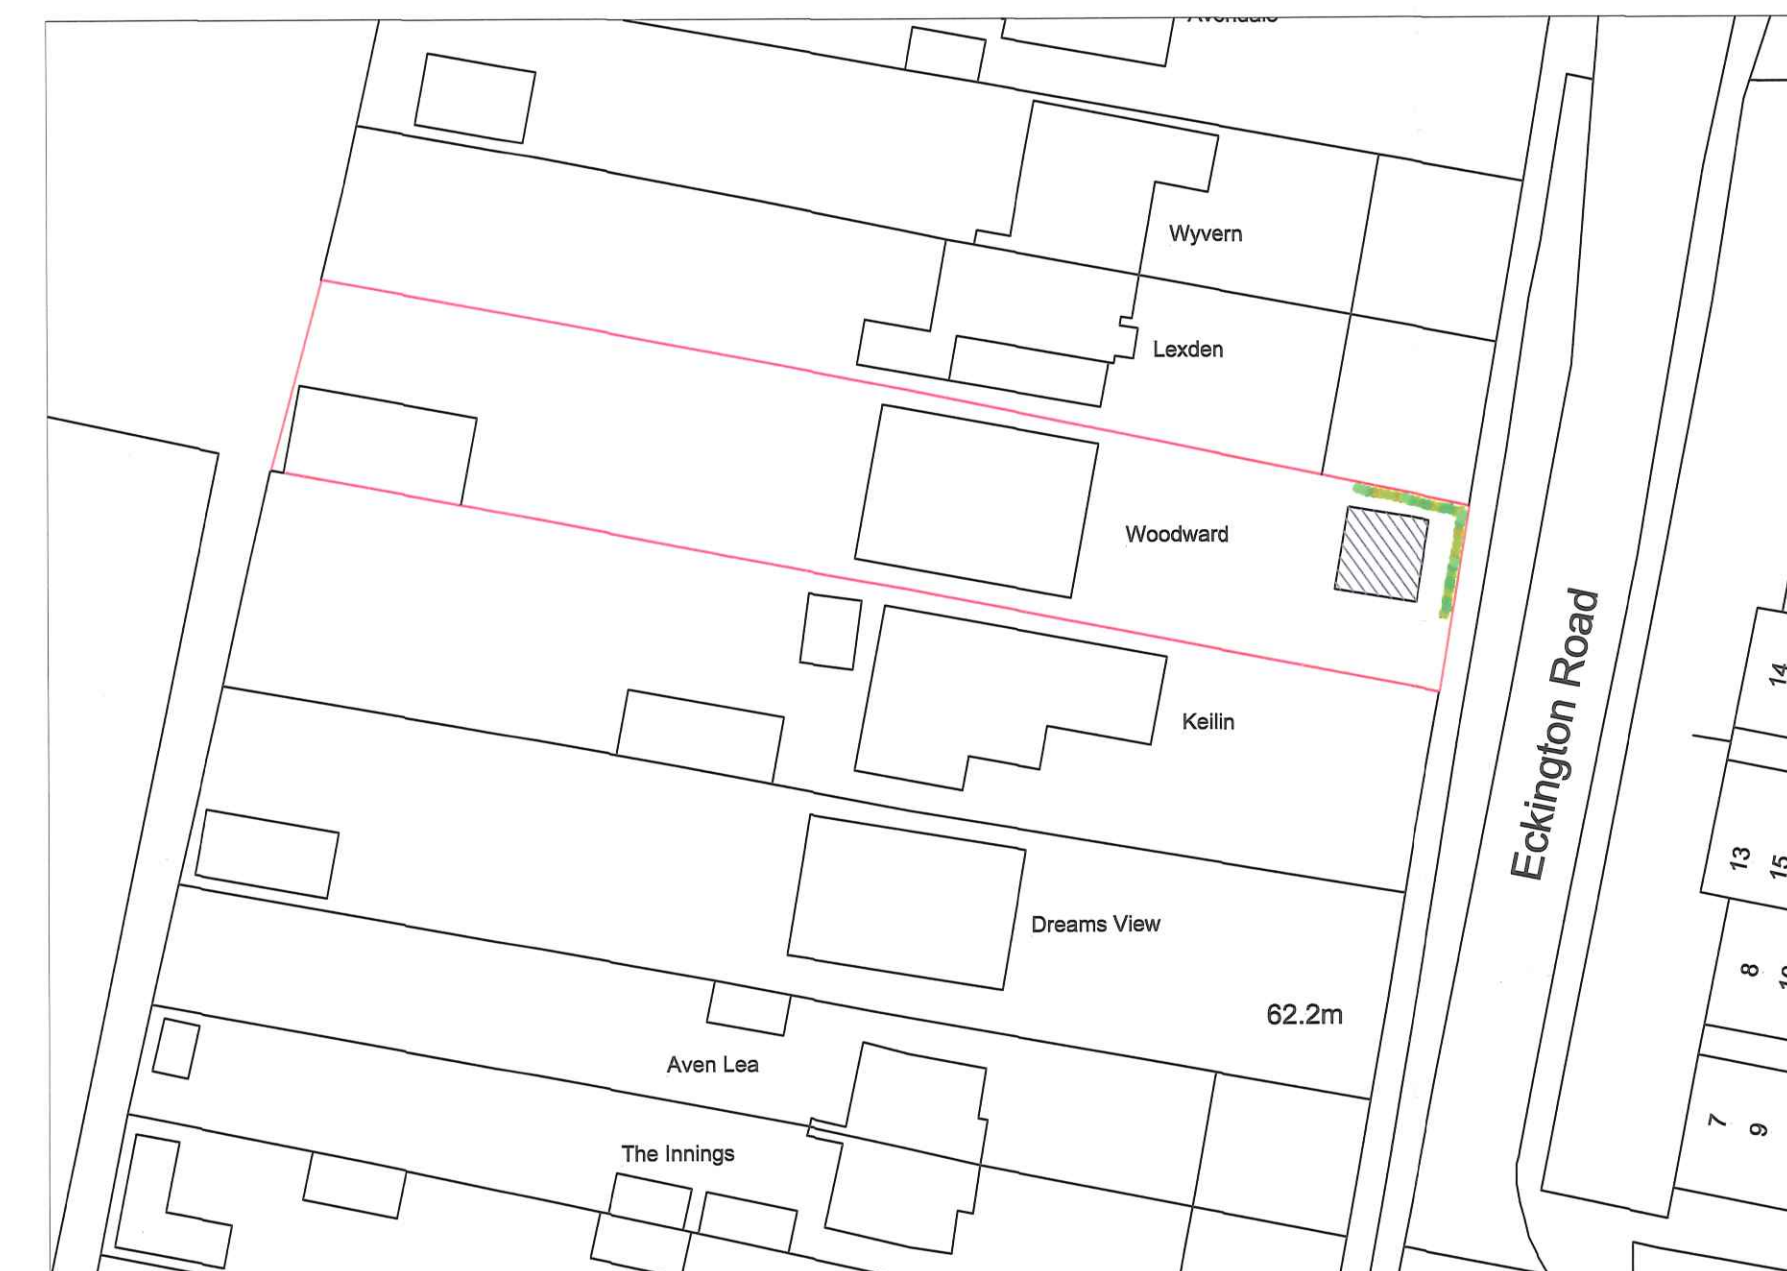 Avondale
Wyvern
Lexden
Woodward
Keilin
Eckington Road
14
13
15
Dreams View
8
62.2m
Aven Lea
7
9
The Innings